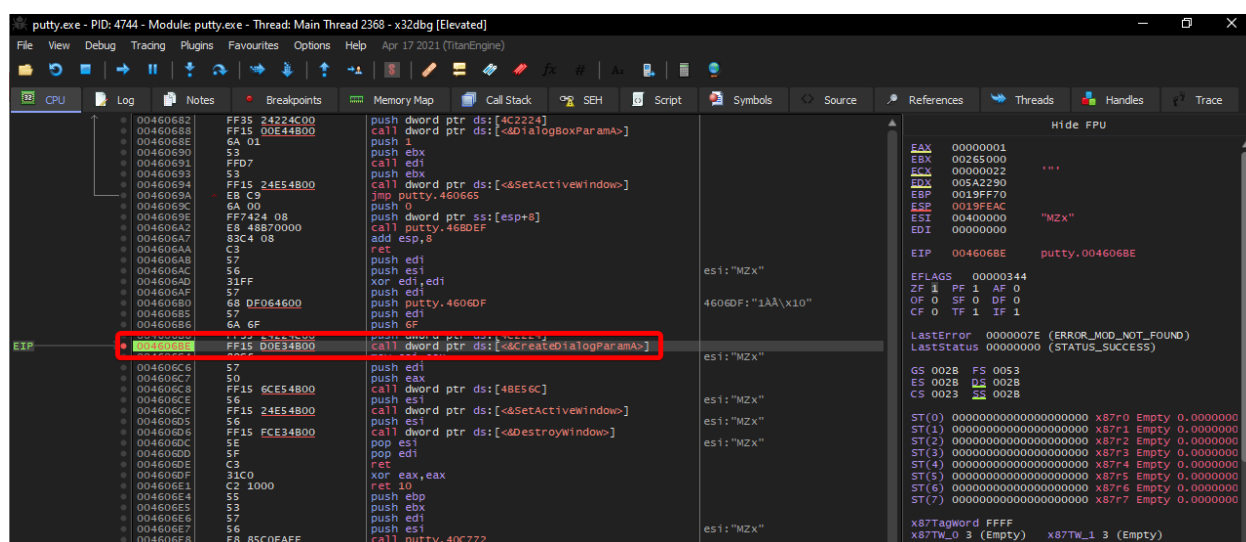 putty.exe - PID: 4744 - Module: putty.exe - Thread: Main Thread 2368 - x32dbg [Elevated]
File View Debug Tracing Plugins Favourites Options Help Apr 17 2021 (TitanEngine)
CPU Log Notes Breakpoints Memory Map Call Stack SEH Script Symbols Source References Threads Handles Trace
00460682 FF35 24224C00 push dword ptr ds:[4C2224]
00460688 FF15 00E44B00 call dword ptr ds:[<&DialogBoxParamA>]
0046068E 6A 01 push 1
00460690 53 push ebx
00460691 FFD7 call edi
00460693 53 push ebx
00460694 FF15 24E54B00 call dword ptr ds:[<&SetActiveWindow>]
0046069A EB C9 jmp putty.460665
0046069C 6A 00 push 0
0046069E FF7424 08 push dword ptr ss:[esp+8]
004606A2 E8 48B70000 call putty.46BDEF
004606A7 83C4 08 add esp,8
004606AA C3 ret
004606AB 57 push edi
004606AC 56 push esi esi:"MZx"
004606AD 31FF xor edi,edi
004606AF 57 push edi
004606B0 68 DF064600 push putty.4606DF 4606DF:"1ÀÂ\x10"
004606B5 57 push edi
004606B6 6A 6F push 6F
EIP 004606BE FF15 D0E34B00 call dword ptr ds:[<&CreateDialogParamA>]
esi:"MZx"
004606C6 57 push edi
004606C7 50 push eax
004606C8 FF15 6CE54B00 call dword ptr ds:[4BE56C]
004606CE 56 push esi esi:"MZx"
004606CF FF15 24E54B00 call dword ptr ds:[<&SetActiveWindow>]
004606D5 56 push esi esi:"MZx"
004606D6 FF15 FCE34B00 call dword ptr ds:[<&DestroyWindow>]
004606DC 5E pop esi esi:"MZx"
004606DD 5F pop edi
004606DE C3 ret
004606DF 31C0 xor eax,eax
004606E1 C2 1000 ret 10
004606E4 55 push ebp
004606E5 53 push ebx
004606E6 57 push edi
004606E7 56 push esi esi:"MZx"
004606E8 E8 85C0FAFF call putty.40C772
Hide FPU
EAX 00000001
EBX 00265000
ECX 00000022 '"'
EDX 005A2290
EBP 0019FF70
ESP 0019FEAC
ESI 00400000 "MZx"
EDI 00000000
EIP 004606BE putty.004606BE
EFLAGS 00000344
ZF 1 PF 1 AF 0
OF 0 SF 0 DF 0
CF 0 TF 1 IF 1
LastError 0000007E (ERROR_MOD_NOT_FOUND)
LastStatus 00000000 (STATUS_SUCCESS)
GS 002B FS 0053
ES 002B DS 002B
CS 0023 SS 002B
ST(0) 00000000000000000000 x87r0 Empty 0.0000000
ST(1) 00000000000000000000 x87r1 Empty 0.0000000
ST(2) 00000000000000000000 x87r2 Empty 0.0000000
ST(3) 00000000000000000000 x87r3 Empty 0.0000000
ST(4) 00000000000000000000 x87r4 Empty 0.0000000
ST(5) 00000000000000000000 x87r5 Empty 0.0000000
ST(6) 00000000000000000000 x87r6 Empty 0.0000000
ST(7) 00000000000000000000 x87r7 Empty 0.0000000
x87TagWord FFFF
x87TW_0 3 (Empty) x87TW_1 3 (Empty)